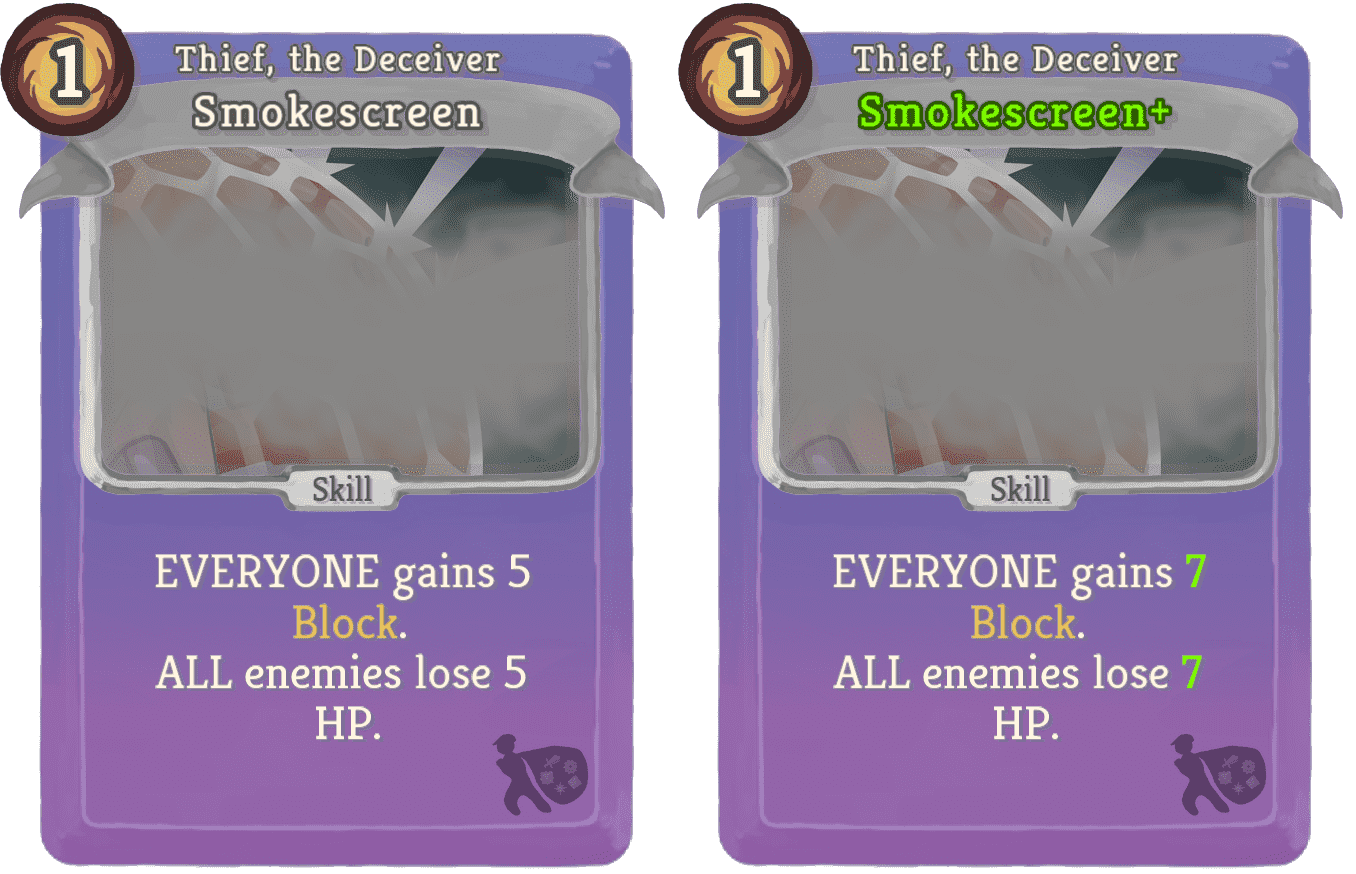 1
Thief, the Deceiver
Smokescreen
Skill
EVERYONE gains 5
Block.
ALL enemies lose 5
HP.
1
Thief, the Deceiver
Smokescreen+
Skill
EVERYONE gains 7
Block.
ALL enemies lose 7
HP.